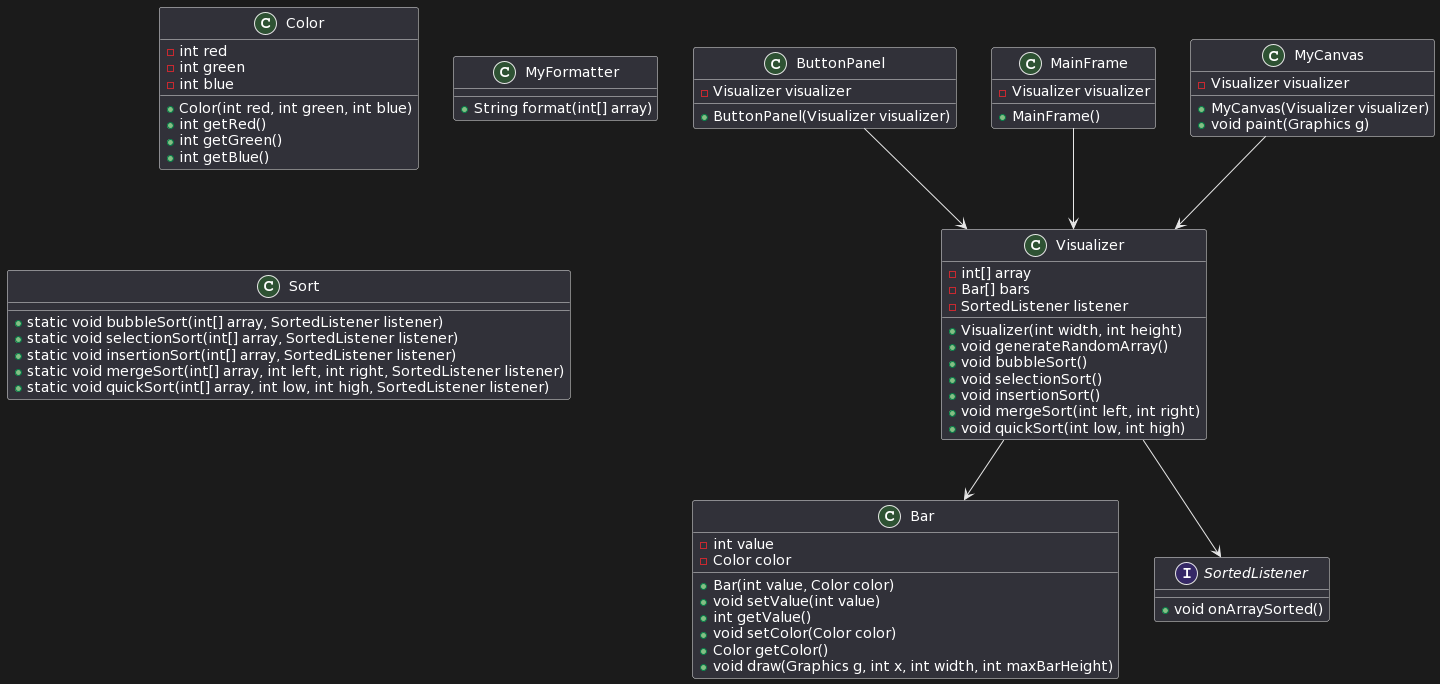 C Color
int red
int green
int blue
Color(int red, int green, int blue)
int getRed()
int getGreen()
int getBlue()
C MyFormatter
String format(int[] array)
C ButtonPanel
Visualizer visualizer
ButtonPanel(Visualizer visualizer)
C MainFrame
Visualizer visualizer
MainFrame()
C MyCanvas
Visualizer visualizer
MyCanvas(Visualizer visualizer)
void paint(Graphics g)
C Sort
static void bubbleSort(int[] array, SortedListener listener)
static void selectionSort(int[] array, SortedListener listener)
static void insertionSort(int[] array, SortedListener listener)
static void mergeSort(int[] array, int left, int right, SortedListener listener)
static void quickSort(int[] array, int low, int high, SortedListener listener)
C Visualizer
int[] array
Bar[] bars
SortedListener listener
Visualizer(int width, int height)
void generateRandomArray()
void bubbleSort()
void selectionSort()
void insertionSort()
void mergeSort(int left, int right)
void quickSort(int low, int high)
C Bar
int value
Color color
Bar(int value, Color color)
void setValue(int value)
int getValue()
void setColor(Color color)
Color getColor()
void draw(Graphics g, int x, int width, int maxBarHeight)
I SortedListener
void onArraySorted()